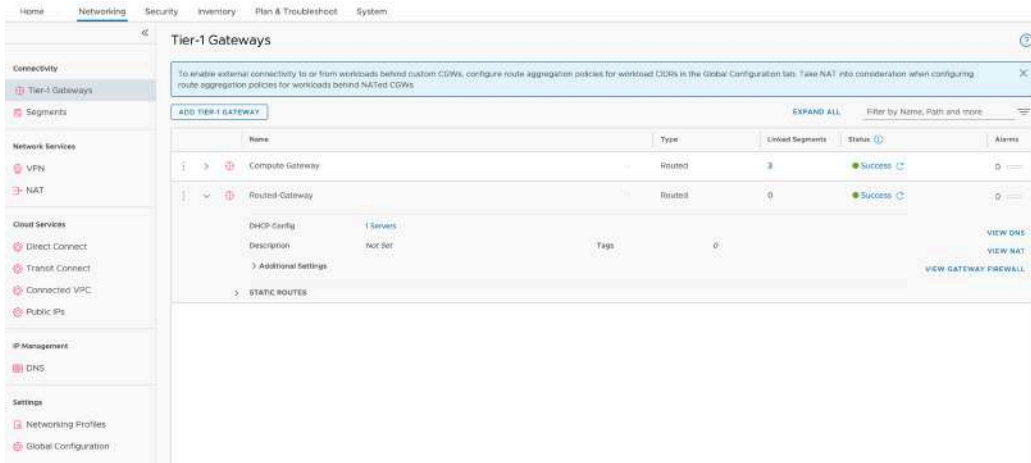 Home Networking Security Inventory Plan & Troubleshoot System
Tier-1 Gateways
Connectivity
Tier-1 Gateways
Segments
Network Services
VPN
NAT
Cloud Services
Direct Connect
Transit Connect
Connected VPC
Public IPs
IP Management
DNS
Settings
Networking Profiles
Global Configuration
To enable external connectivity to or from workloads behind custom CGWs, configure route aggregation policies for workload CIDRs in the Global Configuration tab. Take NAT into consideration when configuring
route aggregation policies for workloads behind NATed CGWs
ADD TIER-1 GATEWAY EXPAND ALL Filter by Name, Path and more
Name Type Linked Segments Status Alarms
Compute Gateway Routed 3 Success 0
Routed-Gateway Routed 0 Success 0
DHCP Config 1 Servers
VIEW DNS
Description Not Set Tags 0
VIEW NAT
Additional Settings
VIEW GATEWAY FIREWALL
STATIC ROUTES